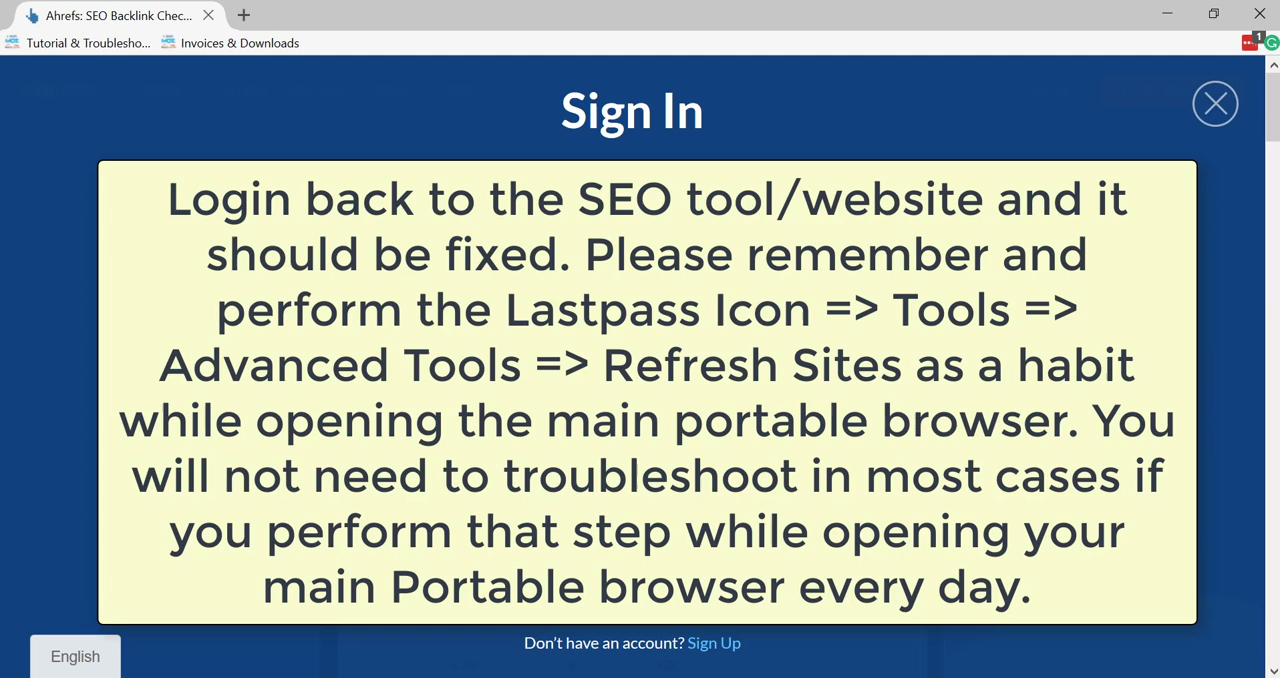 Ahrefs: SEO Backlink Chec...
Tutorial & Troublesho... Invoices & Downloads
1
Sign In
Login back to the SEO tool/website and it
should be fixed. Please remember and
perform the Lastpass Icon => Tools =>
Advanced Tools => Refresh Sites as a habit
while opening the main portable browser. You
will not need to troubleshoot in most cases if
you perform that step while opening your
main Portable browser every day.
Don't have an account? Sign Up
English